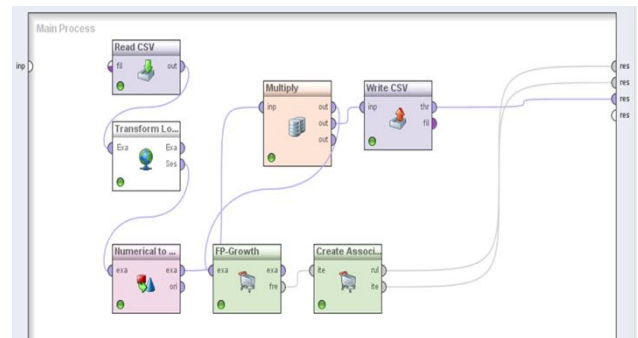 Main Process
inp
Read CSV
fil out
Transform Lo...
Exa Exa
Ses
Numerical to ...
exa exa
ori
Multiply
inp out
out
out
Write CSV
inp thr
fil
FP-Growth
exa exa
fre
Create Associ...
ite rul
ite
res
res
res
res